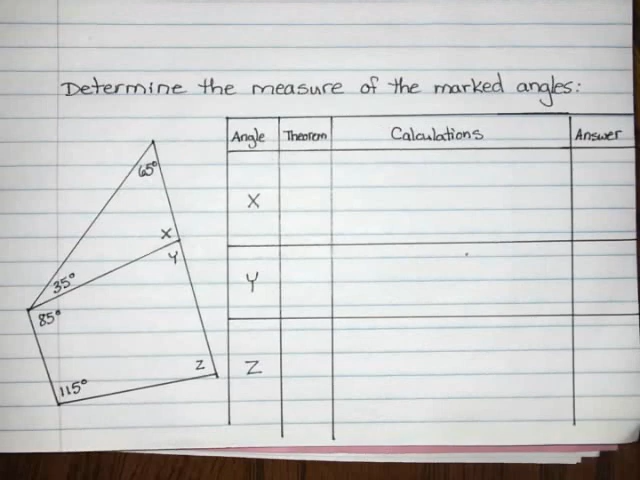 Determine the measure of the marked angles:
Angle Theorem Calculations Answer
65°
X
X
Y
35°
Y
85°
Z
Z
115°